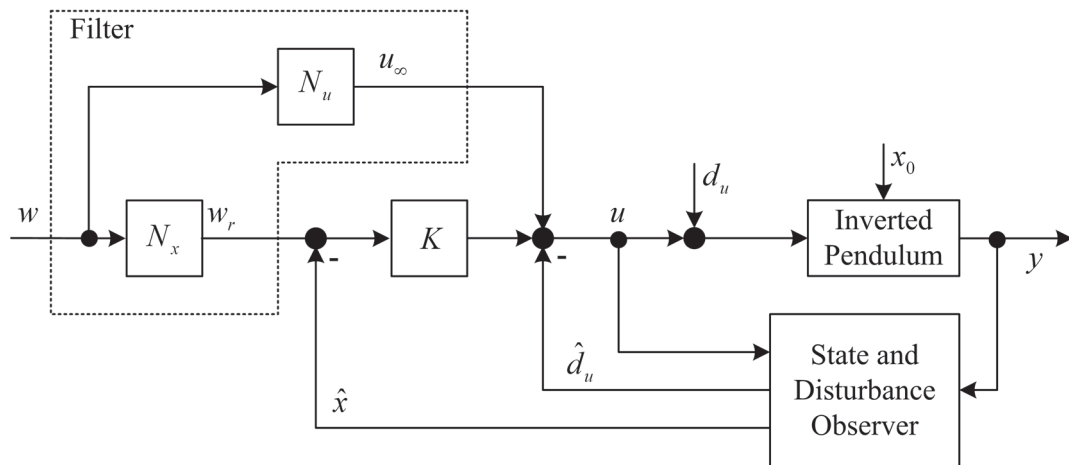 Filter
N_u
u_∞
w
N_x
w_r
-
K
-
u
d_u
x_0
Inverted
Pendulum
y
State and
Disturbance
Observer
d̂_u
x̂